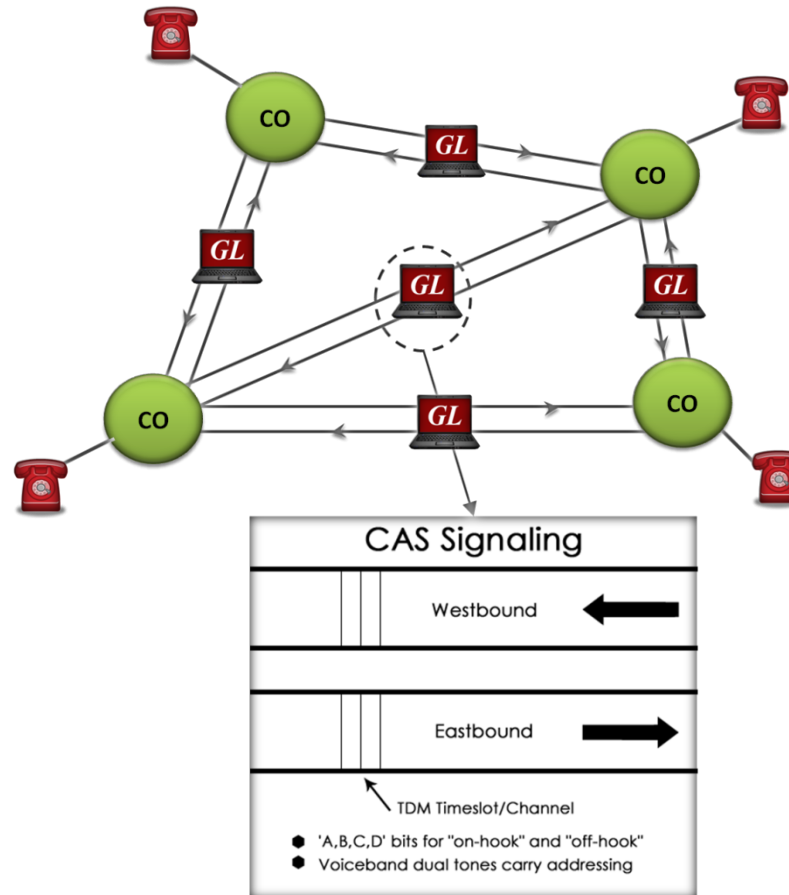 CO
GL
CO
GL
GL
GL
CO
GL
CO
CAS Signaling
Westbound
Eastbound
TDM Timeslot/Channel
'A,B,C,D' bits for "on-hook" and "off-hook"
Voiceband dual tones carry addressing